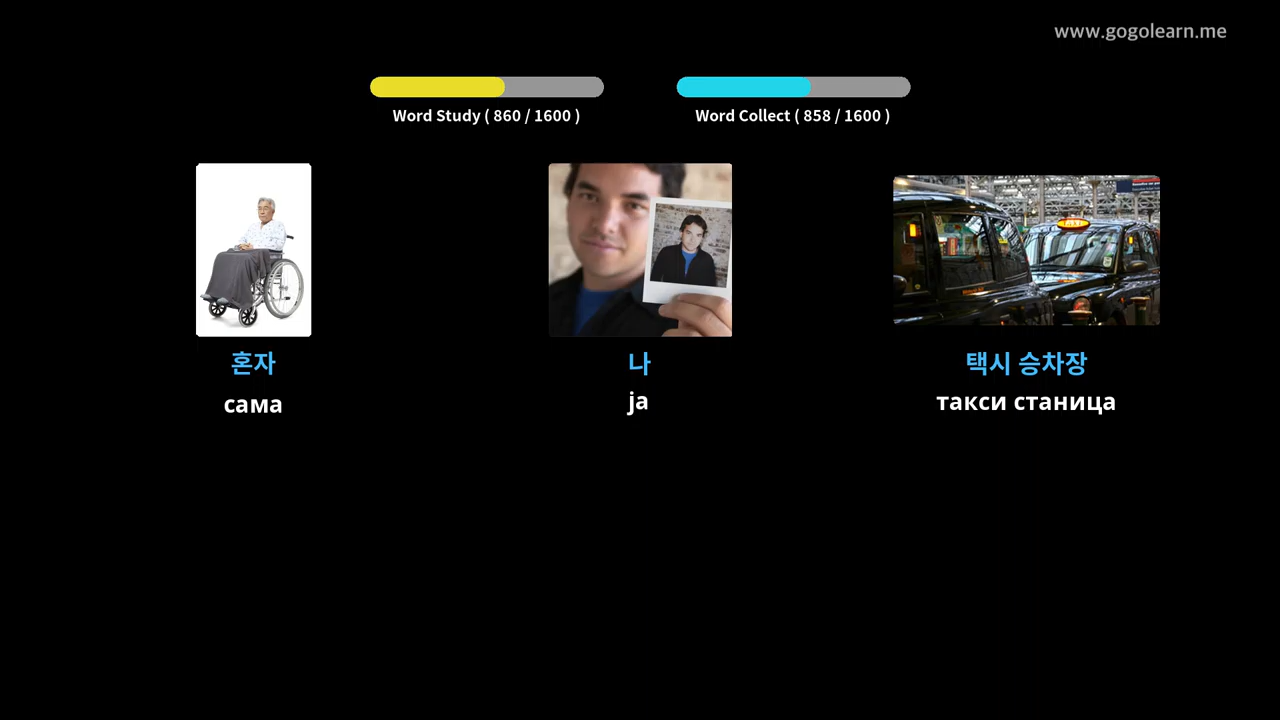 www.gogolearn.me
Word Study ( 860 / 1600 )
Word Collect ( 858 / 1600 )
혼자
나
택시 승차장
сама
ја
такси станица